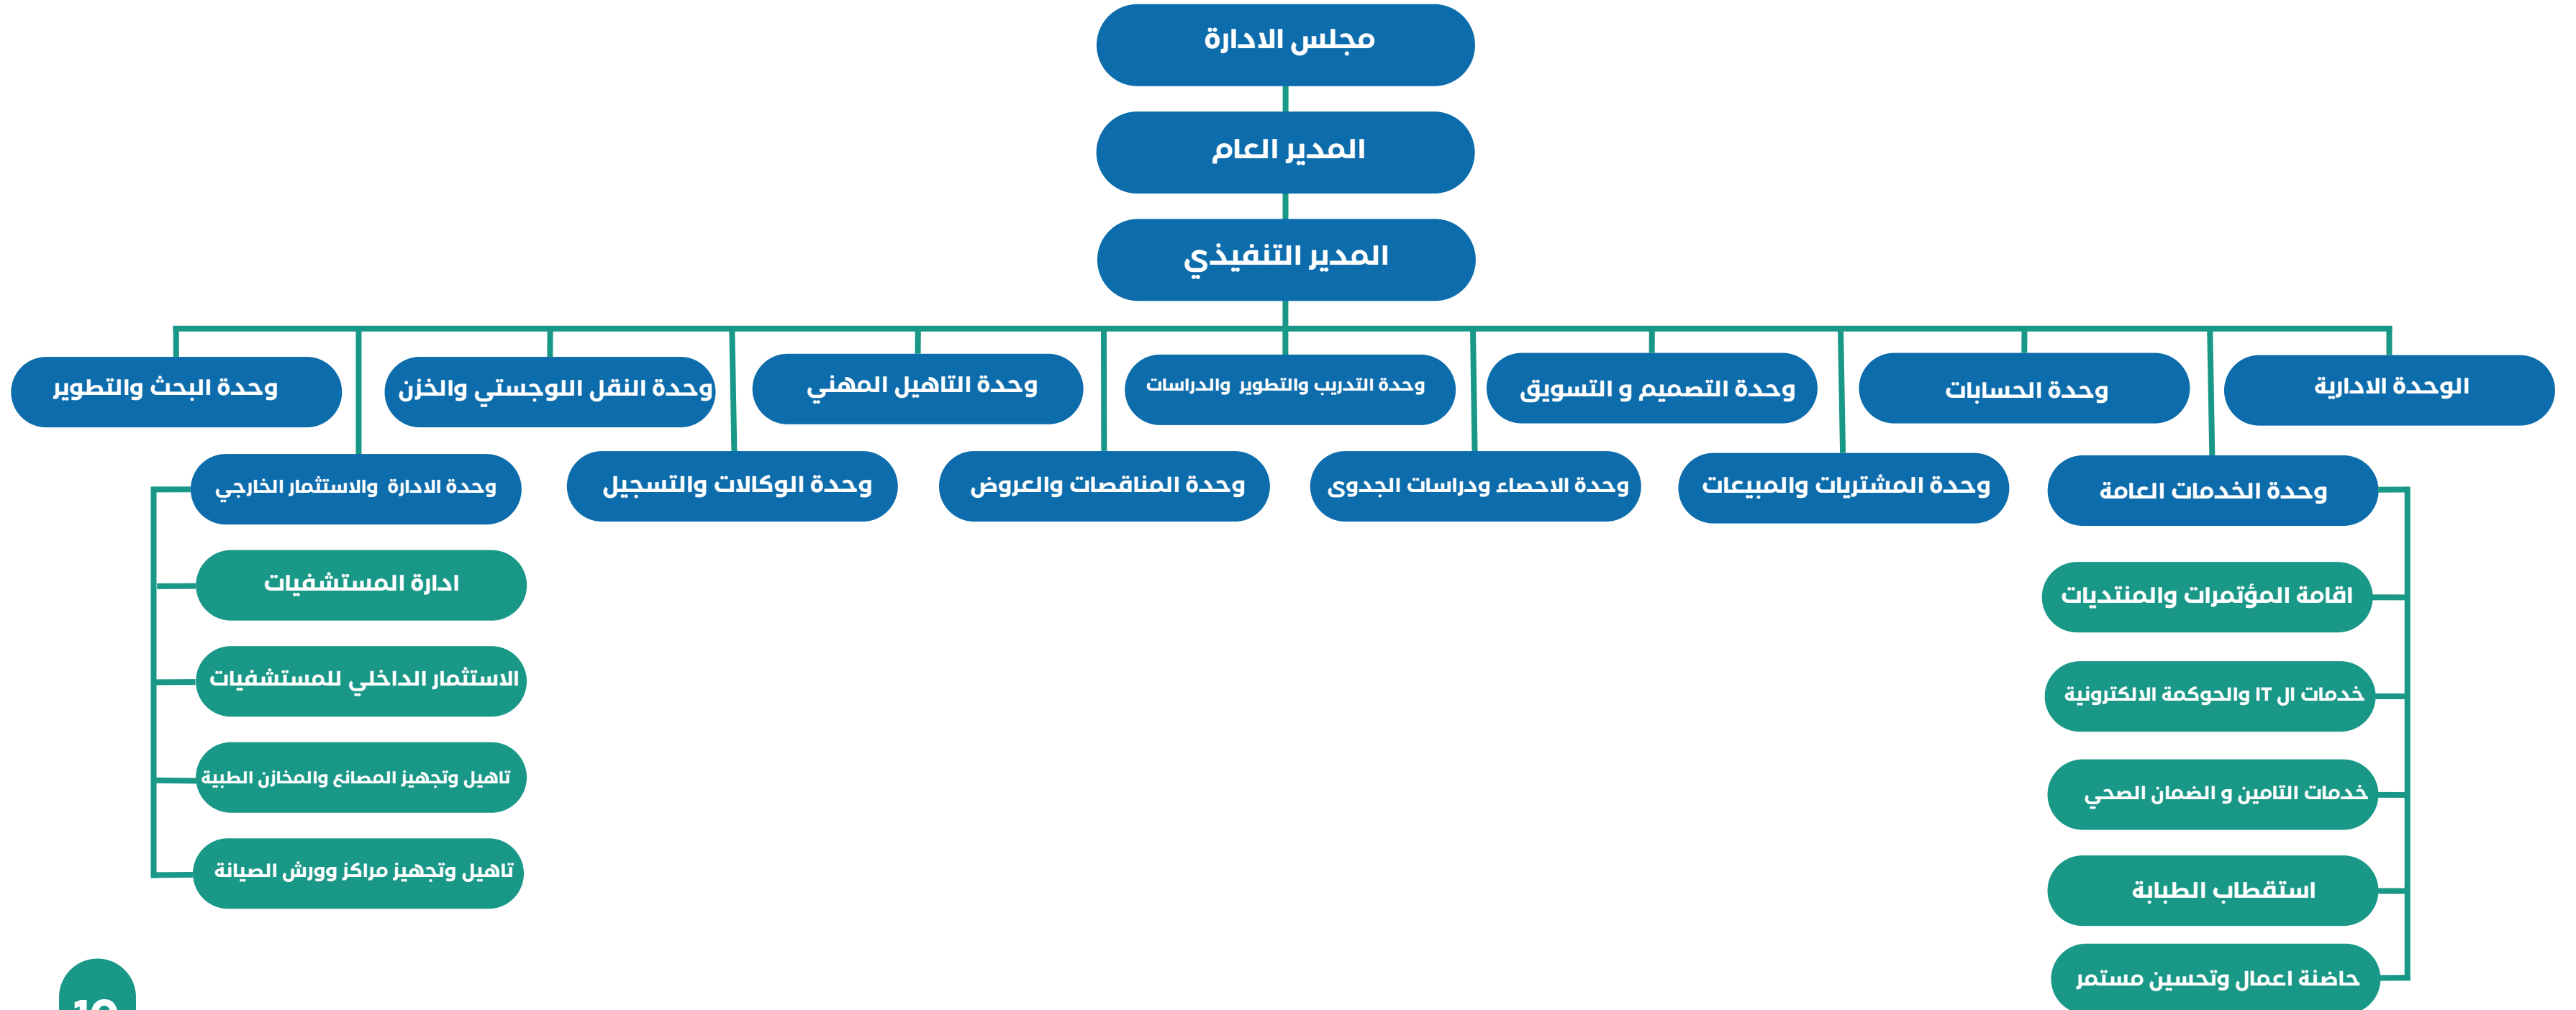 مجلس الادارة
المدير العام
المدير التنفيذي
الوحدة الادارية
وحدة الحسابات
وحدة التصميم و التسويق
وحدة التدريب والتطوير والدراسات
وحدة التاهيل المهني
وحدة النقل اللوجستي والخزن
وحدة البحث والتطوير
وحدة الخدمات العامة
وحدة المشتريات والمبيعات
وحدة الاحصاء ودراسات الجدوى
وحدة المناقصات والعروض
وحدة الوكالات والتسجيل
وحدة الادارة والاستثمار الخارجي
اقامة المؤتمرات والمنتديات
خدمات ال IT والحوكمة الالكترونية
خدمات التامين و الضمان الصحي
استقطاب الطبابة
حاضنة اعمال وتحسين مستمر
ادارة المستشفيات
الاستثمار الداخلي للمستشفيات
تاهيل وتجهيز المصانع والمخازن الطبية
تاهيل وتجهيز مراكز وورش الصيانة